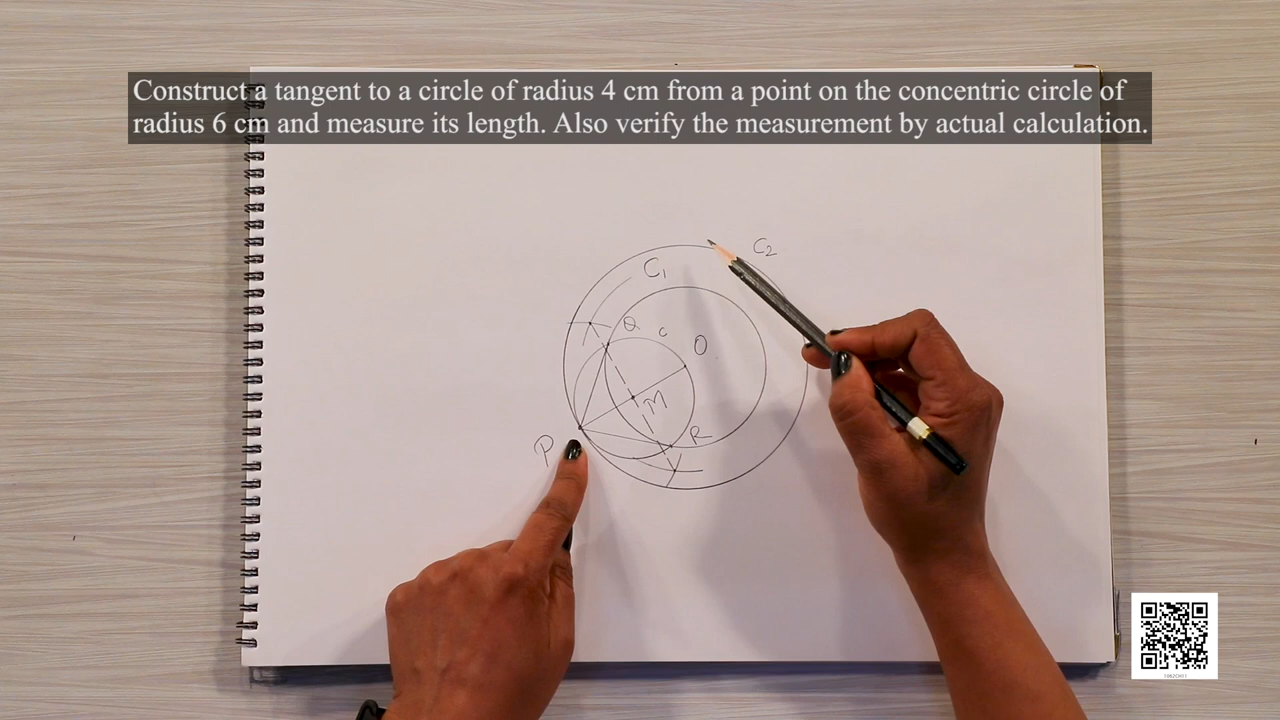 Construct a tangent to a circle of radius 4 cm from a point on the concentric circle of
radius 6 cm and measure its length. Also verify the measurement by actual calculation.
C₂
C₁
Q
C
O
M
R
P